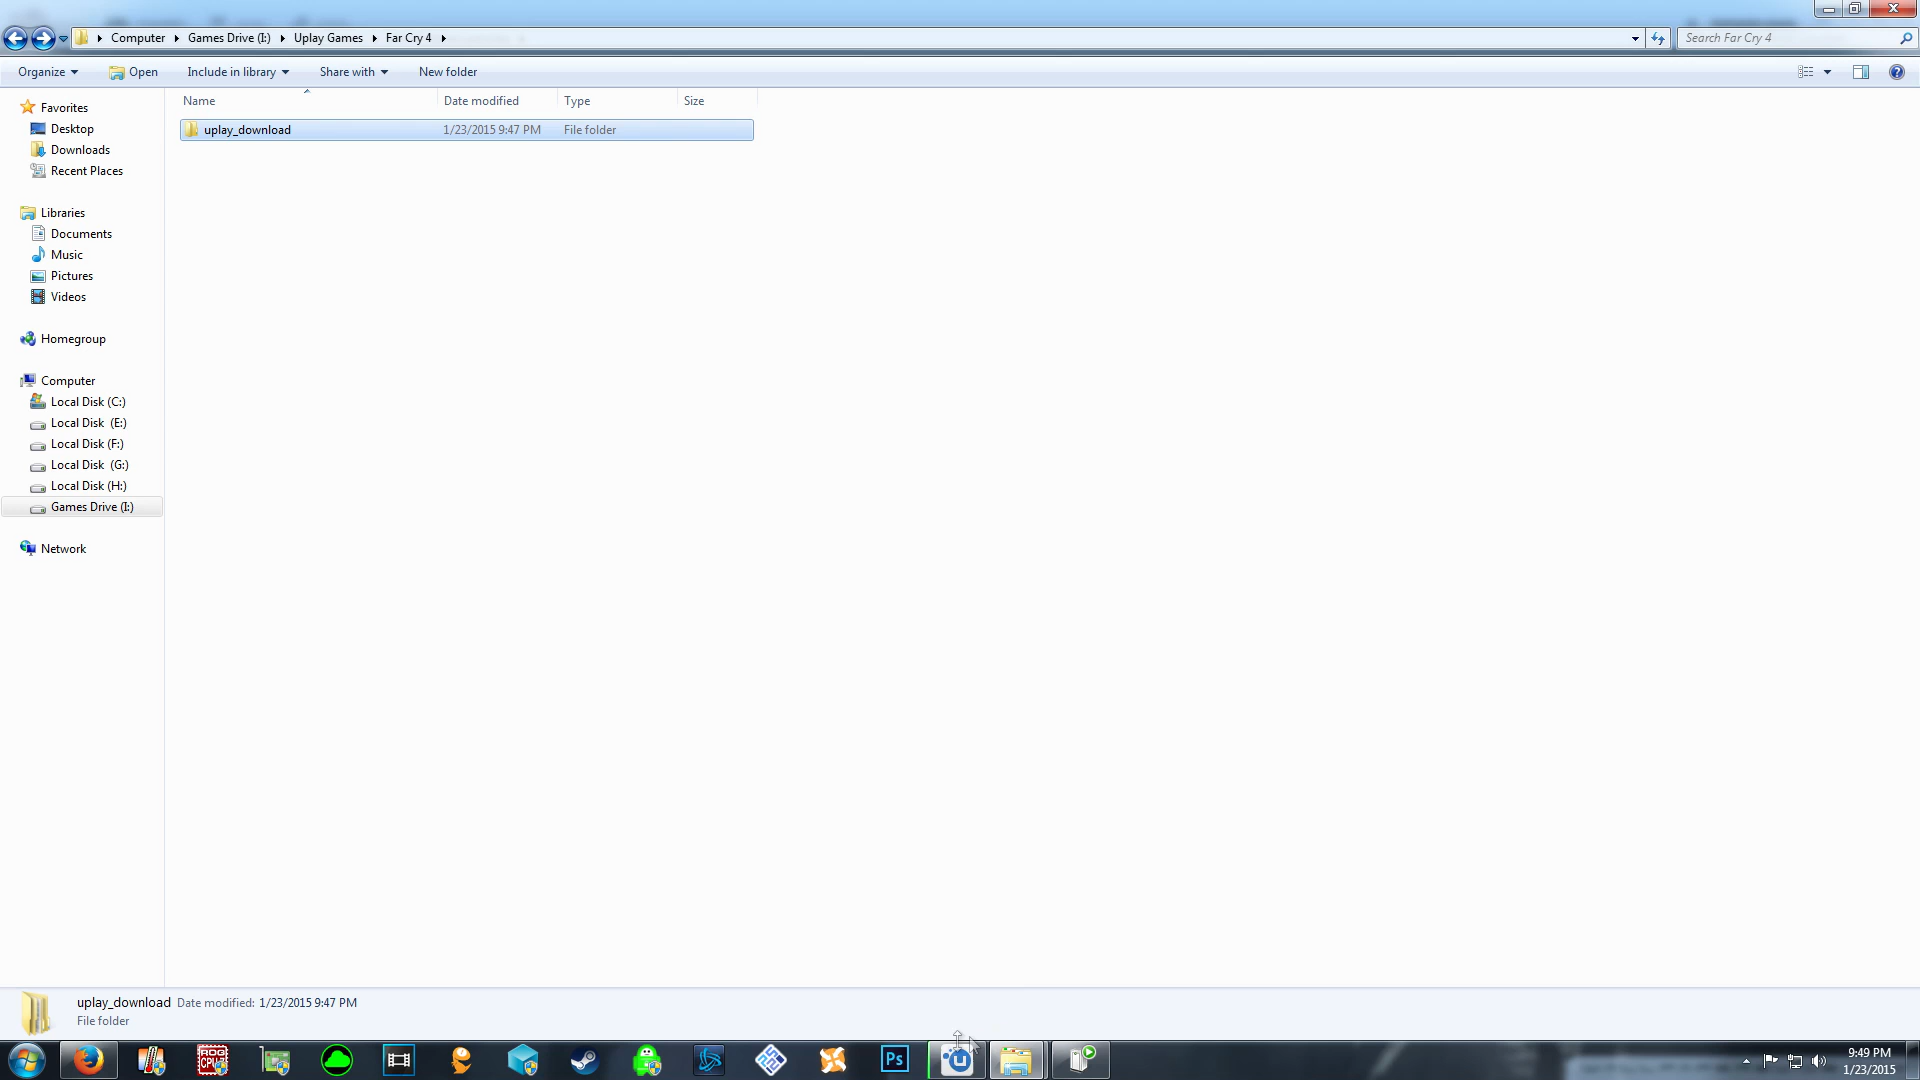 Computer Games Drive (I:) Uplay Games Far Cry 4
Search Far Cry 4
Organize Open Include in library Share with New folder
Name Date modified Type Size
uplay_download 1/23/2015 9:47 PM File folder
Favorites
Desktop
Downloads
Recent Places
Libraries
Documents
Music
Pictures
Videos
Homegroup
Computer
Local Disk (C:)
Local Disk (E:)
Local Disk (F:)
Local Disk (G:)
Local Disk (H:)
Games Drive (I:)
Network
uplay_download Date modified: 1/23/2015 9:47 PM
File folder
ROG
CPU-Z
Ps
9:49 PM
1/23/2015